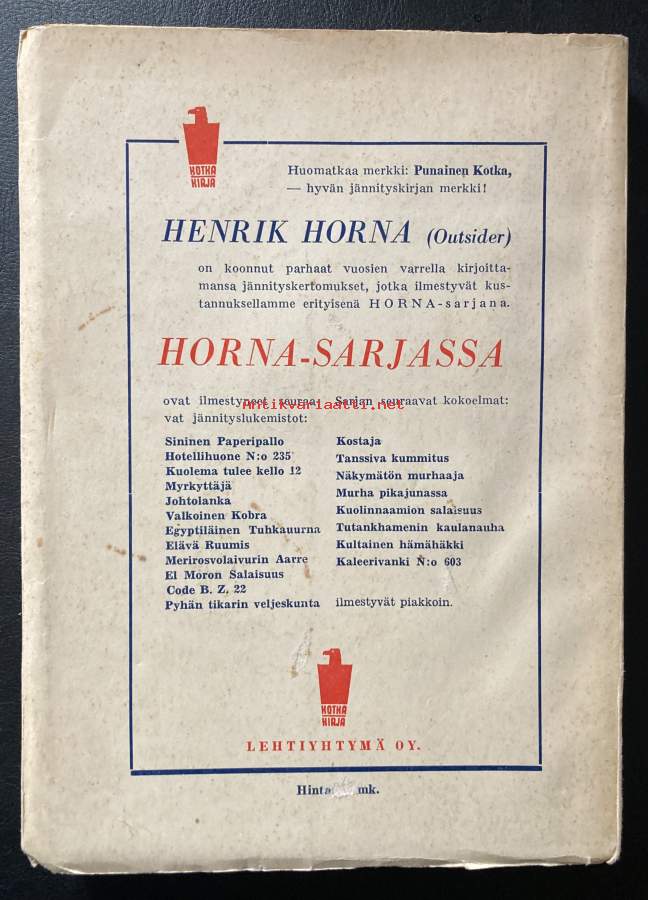 KOTKA
KIRJA
Huomatkaa merkki: Punainen Kotka,
— hyvän jännityskirjan merkki!
HENRIK HORNA (Outsider)
on koonnut parhaat vuosien varrella kirjoitta-
mansa jännityskertomukset, jotka ilmestyvät kus-
tannuksellamme erityisenä HORNA-sarjana.
HORNA-SARJASSA
ovat ilmestyneet seuraa-
vat jännityslukemistot:
Sininen Paperipallo
Hotellihuone N:o 235
Kuolema tulee kello 12
Myrkyttäjä
Johtolanka
Valkoinen Kobra
Egyptiläinen Tuhkauurna
Elävä Ruumis
Merirosvolaivurin Aarre
El Moron Salaisuus
Code B. Z. 22
Pyhän tikarin veljeskunta
Sarjan seuraavat kokoelmat:
Kostaja
Tanssiva kummitus
Näkymätön murhaaja
Murha pikajunassa
Kuolinnaamion salaisuus
Tutankhamenin kaulanauha
Kultainen hämähäkki
Kaleerivanki N:o 603
ilmestyvät piakkoin.
Antikvariaatti.net
KOTKA
KIRJA
LEHTIYHTYMÄ OY.
Hinta mk.